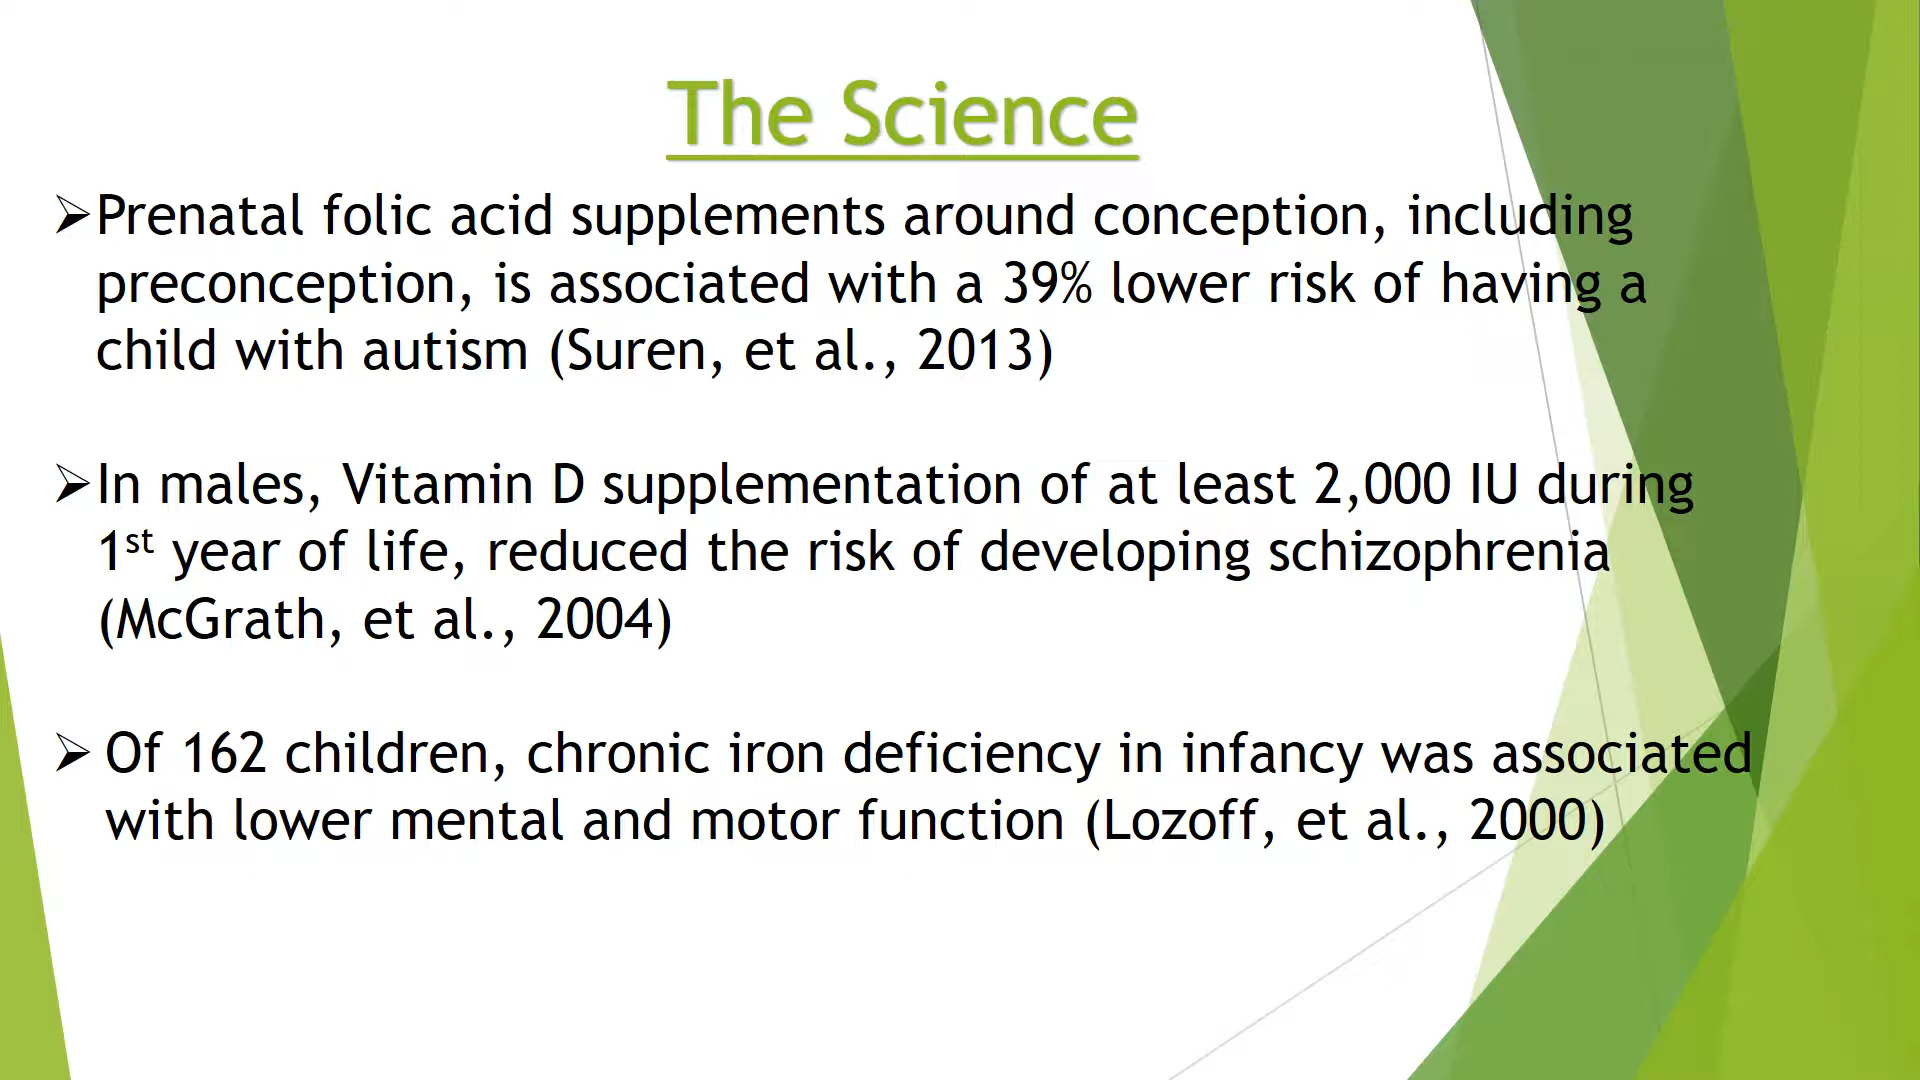 The Science
➢Prenatal folic acid supplements around conception, including
preconception, is associated with a 39% lower risk of having a
child with autism (Suren, et al., 2013)
➢In males, Vitamin D supplementation of at least 2,000 IU during
1st year of life, reduced the risk of developing schizophrenia
(McGrath, et al., 2004)
➢ Of 162 children, chronic iron deficiency in infancy was associated
with lower mental and motor function (Lozoff, et al., 2000)